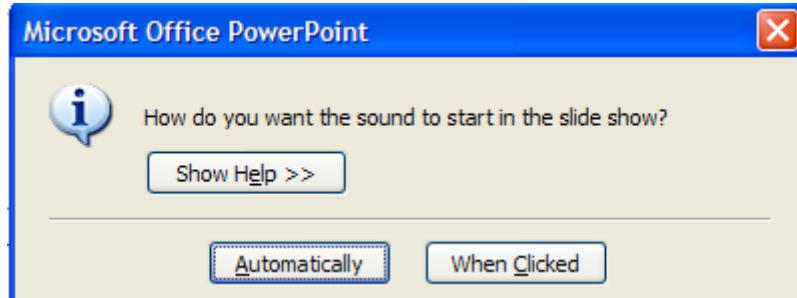 Microsoft Office PowerPoint
How do you want the sound to start in the slide show?
Show Help >>
Automatically
When Clicked